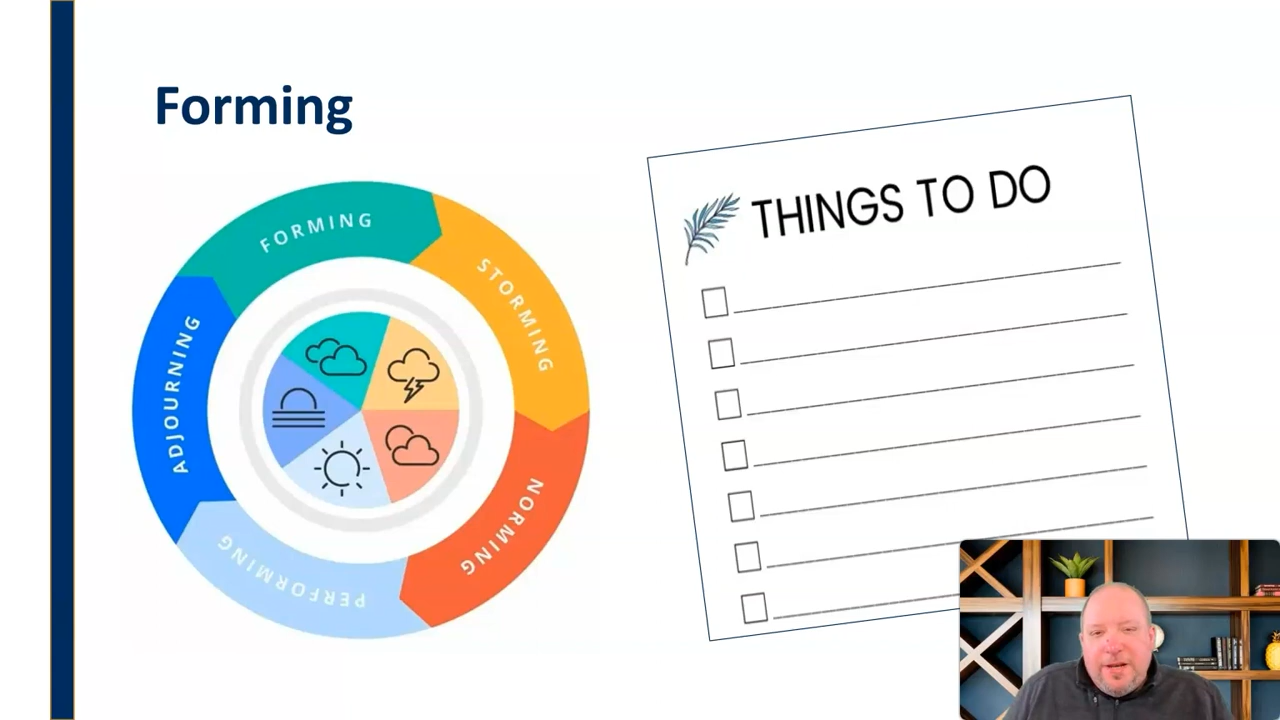 Forming
FORMING
STORMING
NORMING
PERFORMING
ADJOURNING
THINGS TO DO